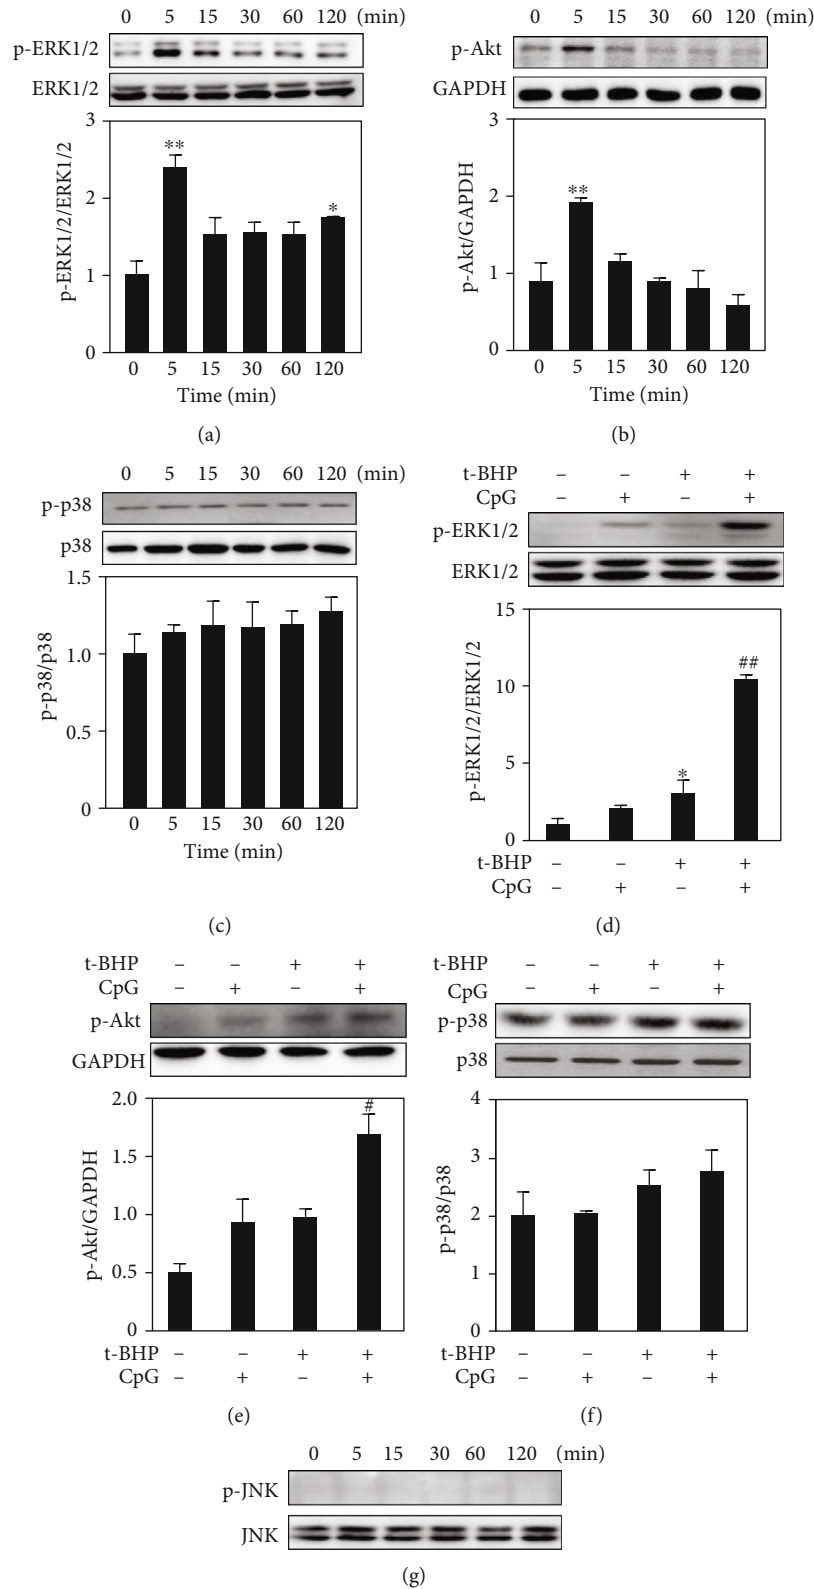 0 5 15 30 60 120 (min)
p-ERK1/2
ERK1/2
3
2
1
0
p-ERK1/2/ERK1/2
**
*
0 5 15 30 60 120
Time (min)
(a)
0 5 15 30 60 120 (min)
p-Akt
GAPDH
3
2
1
0
p-Akt/GAPDH
**
0 5 15 30 60 120
Time (min)
(b)
0 5 15 30 60 120 (min)
p-p38
p38
1.5
1.0
0.5
0
p-p38/p38
0 5 15 30 60 120
Time (min)
(c)
t-BHP – – + +
CpG – + – +
p-ERK1/2
ERK1/2
15
10
5
0
p-ERK1/2/ERK1/2
*
##
t-BHP – – + +
CpG – + – +
(d)
t-BHP – – + +
CpG – + – +
p-Akt
GAPDH
2.0
1.5
1.0
0.5
0
p-Akt/GAPDH
#
t-BHP – – + +
CpG – + – +
(e)
t-BHP – – + +
CpG – + – +
p-p38
p38
4
3
2
1
0
p-p38/p38
t-BHP – – + +
CpG – + – +
(f)
0 5 15 30 60 120 (min)
p-JNK
JNK
(g)